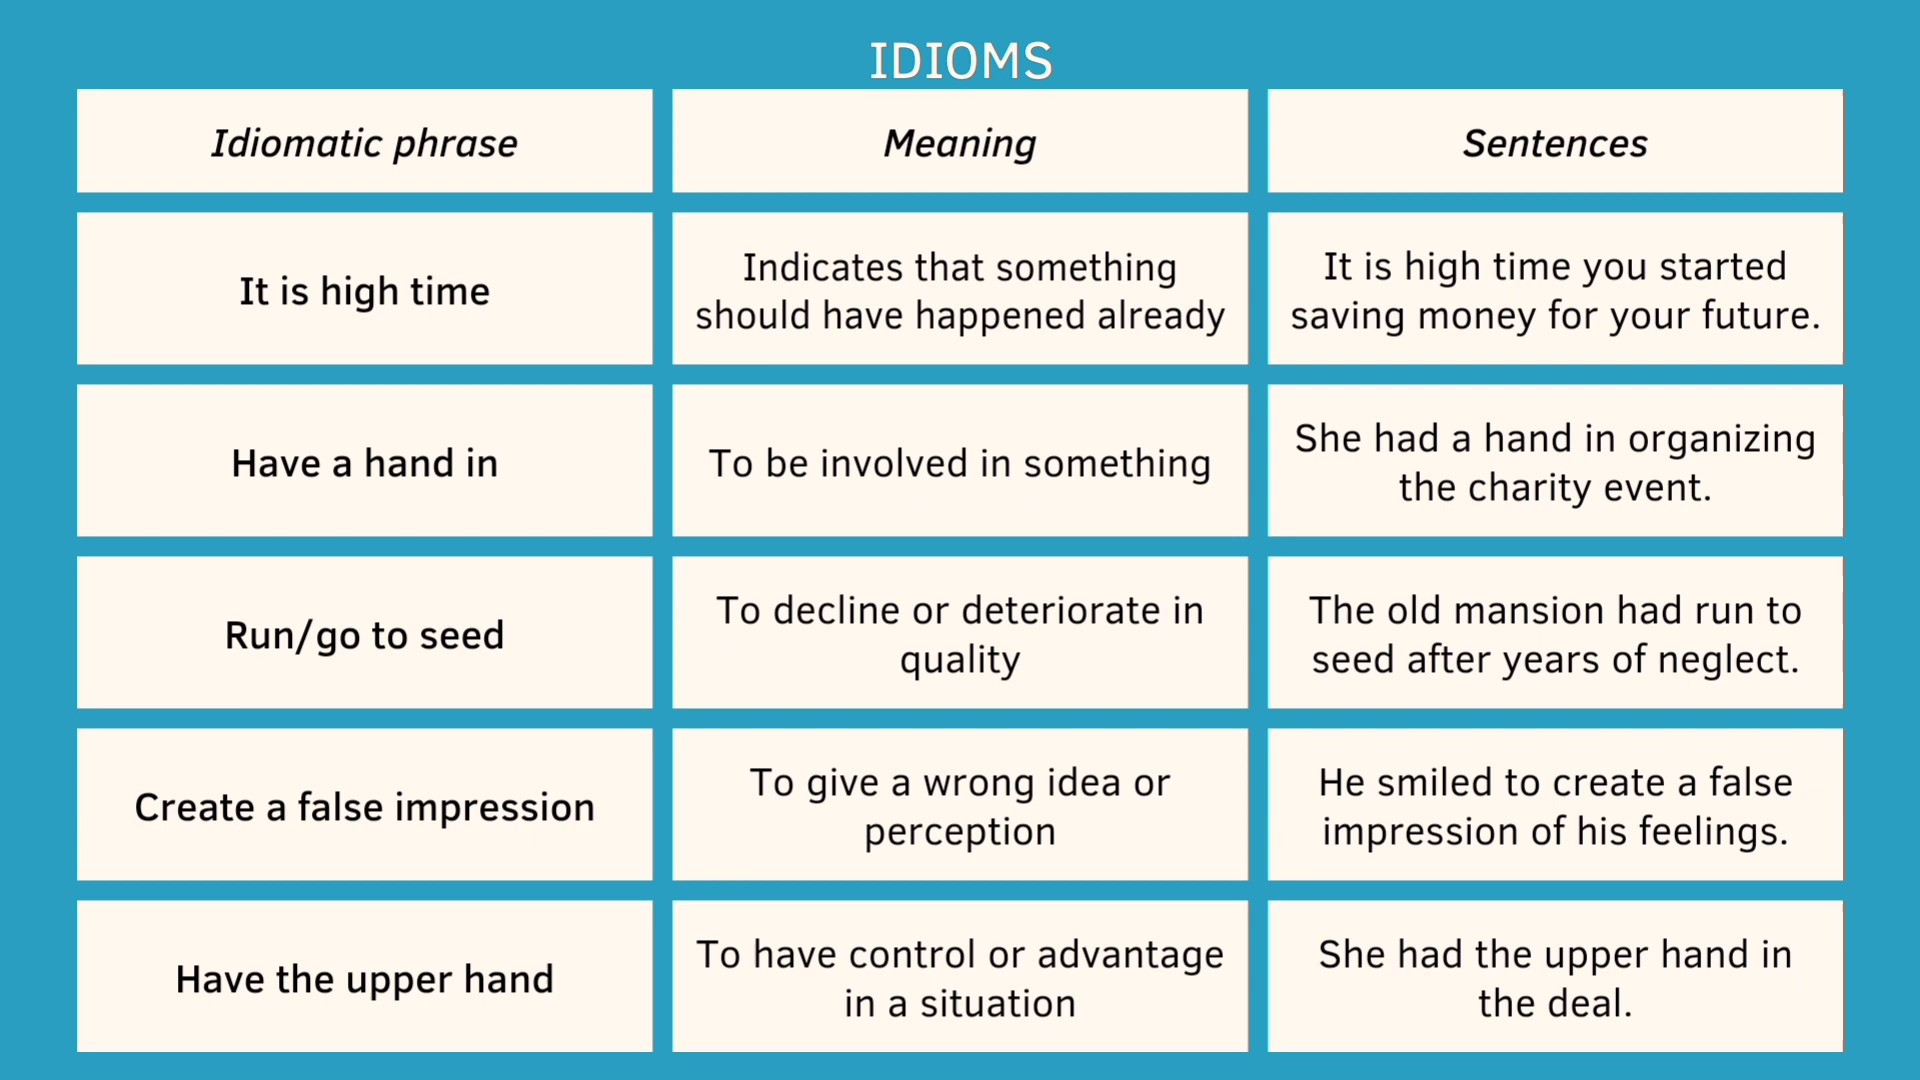 IDIOMS
Idiomatic phrase
Meaning
Sentences
It is high time
Indicates that something
should have happened already
It is high time you started
saving money for your future.
Have a hand in
To be involved in something
She had a hand in organizing
the charity event.
Run/go to seed
To decline or deteriorate in
quality
The old mansion had run to
seed after years of neglect.
Create a false impression
To give a wrong idea or
perception
He smiled to create a false
impression of his feelings.
Have the upper hand
To have control or advantage
in a situation
She had the upper hand in
the deal.